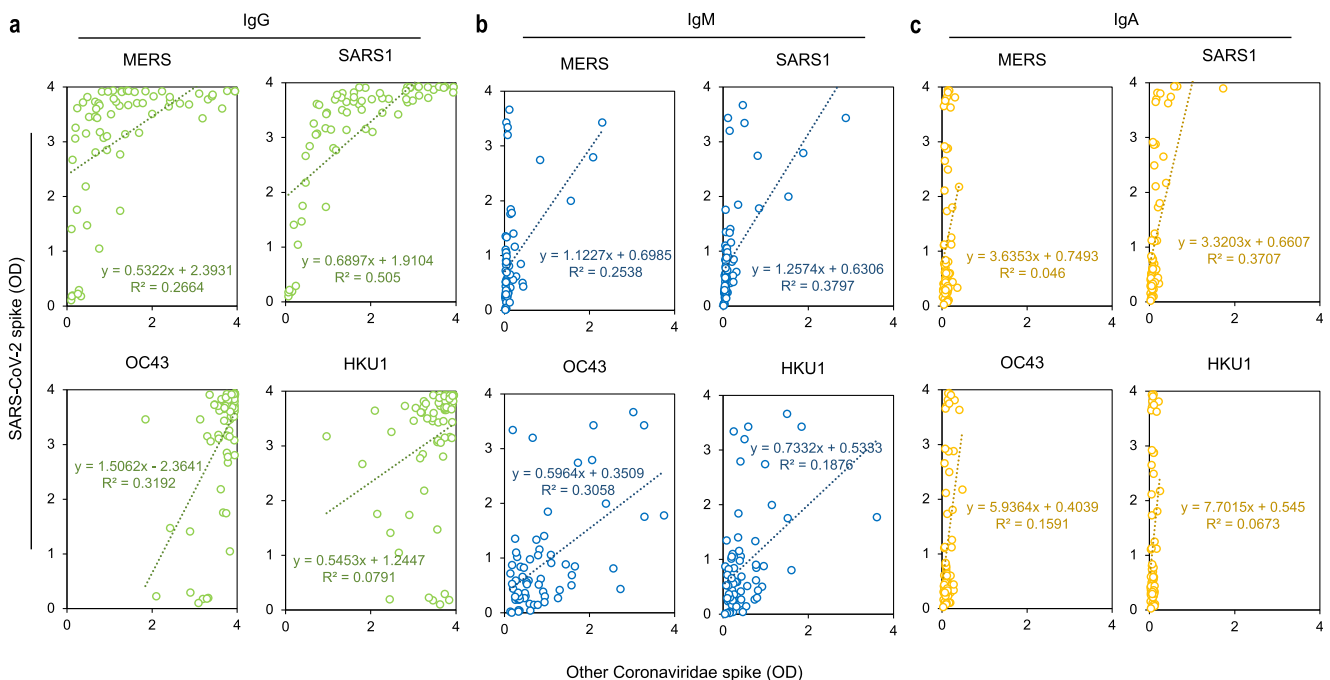 a
IgG
b
IgM
c
IgA
SARS-CoV-2 spike (OD)
MERS
4
3
2
1
0
0 2 4
y = 0.5322x + 2.3931
R² = 0.2664
SARS1
4
3
2
1
0
0 2 4
y = 0.6897x + 1.9104
R² = 0.505
MERS
4
3
2
1
0
0 2 4
y = 1.1227x + 0.6985
R² = 0.2538
SARS1
4
3
2
1
0
0 2 4
y = 1.2574x + 0.6306
R² = 0.3797
MERS
4
3
2
1
0
0 2 4
y = 3.6353x + 0.7493
R² = 0.046
SARS1
4
3
2
1
0
0 2 4
y = 3.3203x + 0.6607
R² = 0.3707
OC43
4
3
2
1
0
0 2 4
y = 1.5062x - 2.3641
R² = 0.3192
HKU1
4
3
2
1
0
0 2 4
y = 0.5453x + 1.2447
R² = 0.0791
OC43
4
3
2
1
0
0 2 4
y = 0.5964x + 0.3509
R² = 0.3058
HKU1
4
3
2
1
0
0 2 4
y = 0.7332x + 0.5333
R² = 0.1876
OC43
4
3
2
1
0
0 2 4
y = 5.9364x + 0.4039
R² = 0.1591
HKU1
4
3
2
1
0
0 2 4
y = 7.7015x + 0.545
R² = 0.0673
Other Coronaviridae spike (OD)